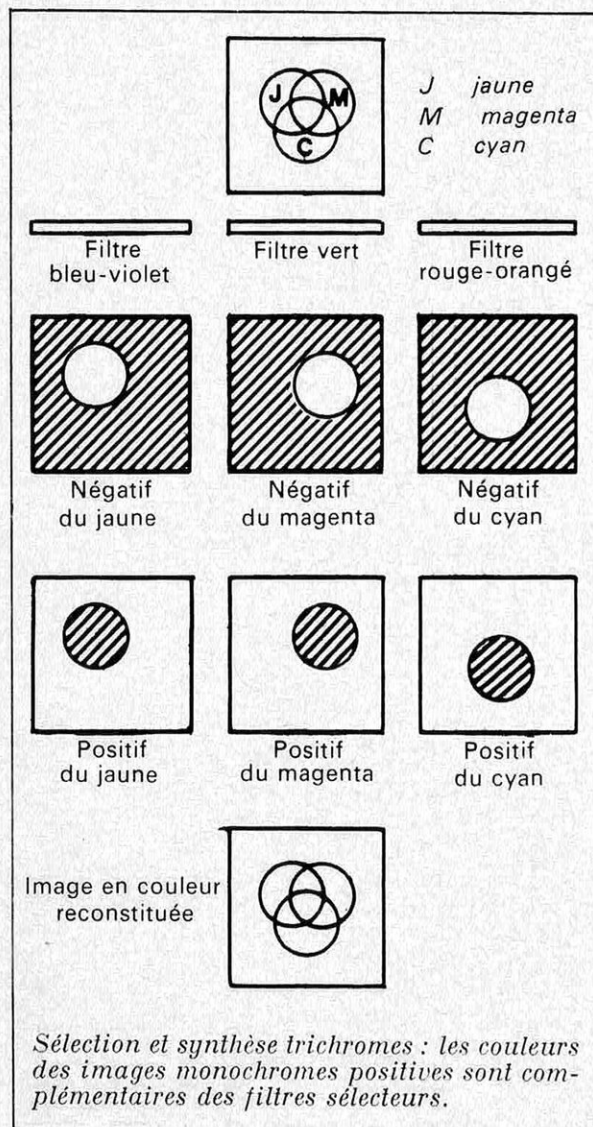 J
M
C
J jaune
M magenta
C cyan
Filtre
bleu-violet
Filtre vert
Filtre
rouge-orangé
Négatif
du jaune
Négatif
du magenta
Négatif
du cyan
Positif
du jaune
Positif
du magenta
Positif
du cyan
Image en couleur
reconstituée
Sélection et synthèse trichromes : les couleurs
des images monochromes positives sont com-
plémentaires des filtres sélecteurs.